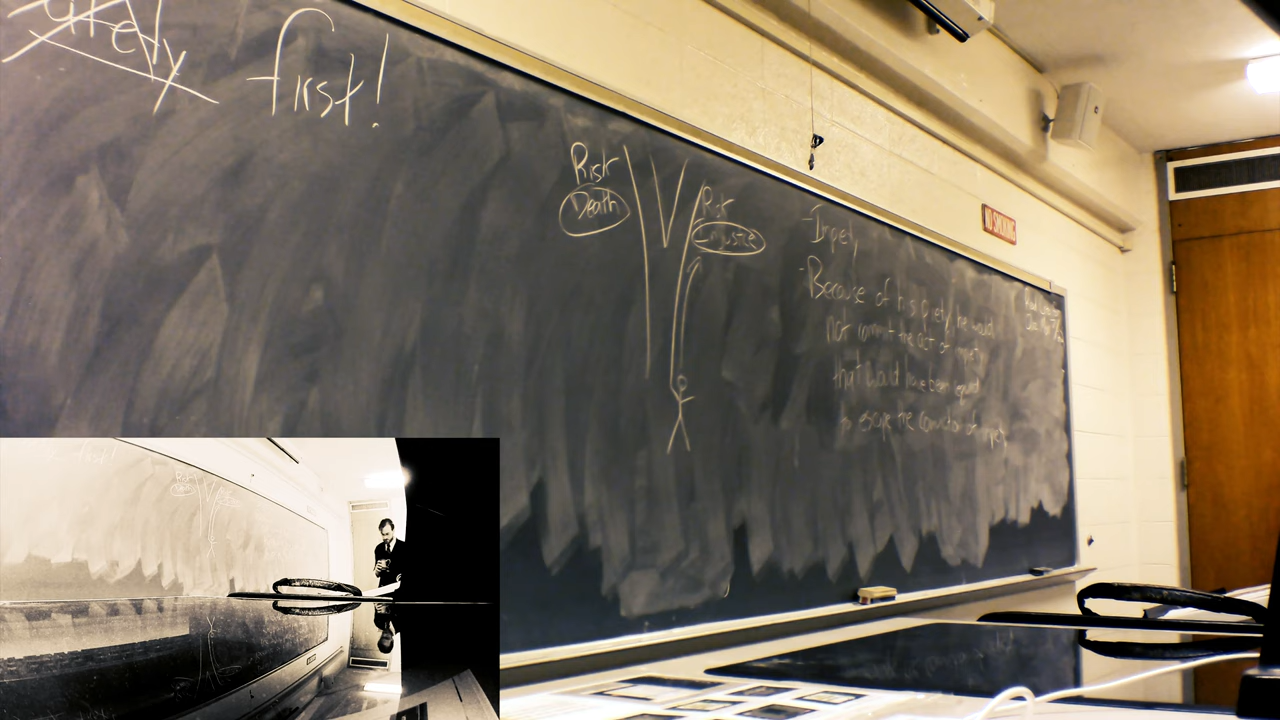 first!
Risk
Death
Risk
Injustice
NO SMOKING
- Impiety
- Because of his piety, he would
not commit the act of impiety
that would have been required
to escape the conviction of impiety